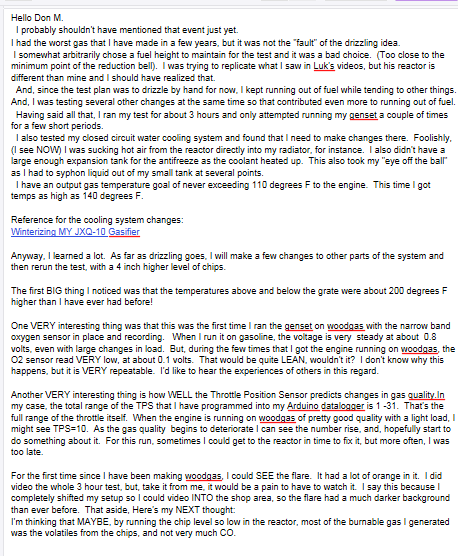 Hello Don M.
I probably shouldn't have mentioned that event just yet.
I had the worst gas that I have made in a few years, but it was not the "fault" of the drizzling idea.
I somewhat arbitrarily chose a fuel height to maintain for the test and it was a bad choice. (Too close to the
minimum point of the reduction bell). I was trying to replicate what I saw in Luk's videos, but his reactor is
different than mine and I should have realized that.
And, since the test plan was to drizzle by hand for now, I kept running out of fuel while tending to other things.
And, I was testing several other changes at the same time so that contributed even more to running out of fuel.
Having said all that, I ran my test for about 3 hours and only attempted running my genset a couple of times
for a few short periods.
I also tested my closed circuit water cooling system and found that I need to make changes there. Foolishly,
(I see NOW) I was sucking hot air from the reactor directly into my radiator, for instance. I also didn't have a
large enough expansion tank for the antifreeze as the coolant heated up. This also took my "eye off the ball"
as I had to syphon liquid out of my small tank at several points.
I have an output gas temperature goal of never exceeding 110 degrees F to the engine. This time I got
temps as high as 140 degrees F.
Reference for the cooling system changes:
Winterizing MY JXQ-10 Gasifier
Anyway, I learned a lot. As far as drizzling goes, I will make a few changes to other parts of the system and
then rerun the test, with a 4 inch higher level of chips.
The first BIG thing I noticed was that the temperatures above and below the grate were about 200 degrees F
higher than I have ever had before!
One VERY interesting thing was that this was the first time I ran the genset on woodgas with the narrow band
oxygen sensor in place and recording. When I run it on gasoline, the voltage is very steady at about 0.8
volts, even with large changes in load. But, during the few times that I got the engine running on woodgas, the
O2 sensor read VERY low, at about 0.1 volts. That would be quite LEAN, wouldn't it? I don't know why this
happens, but it is VERY repeatable. I'd like to hear the experiences of others in this regard.
Another VERY interesting thing is how WELL the Throttle Position Sensor predicts changes in gas quality.In
my case, the total range of the TPS that I have programmed into my Arduino datalogger is 1 -31. That's the
full range of the throttle itself. When the engine is running on woodgas of pretty good quality with a light load, I
might see TPS=10. As the gas quality begins to deteriorate I can see the number rise, and, hopefully start to
do something about it. For this run, sometimes I could get to the reactor in time to fix it, but more often, I was
too late.
For the first time since I have been making woodgas, I could SEE the flare. It had a lot of orange in it. I did
video the whole 3 hour test, but, take it from me, it would be a pain to have to watch it. I say this because I
completely shifted my setup so I could video INTO the shop area, so the flare had a much darker background
than ever before. That aside, Here's my NEXT thought:
I'm thinking that MAYBE, by running the chip level so low in the reactor, most of the burnable gas I generated
was the volatiles from the chips, and not very much CO.